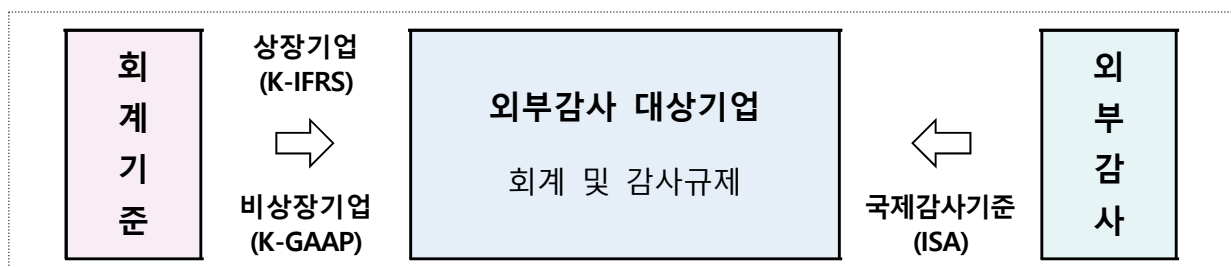 회
계
기
준
상장기업
(K-IFRS)
비상장기업
(K-GAAP)
외부감사 대상기업
회계 및 감사규제
국제감사기준
(ISA)
외
부
감
사